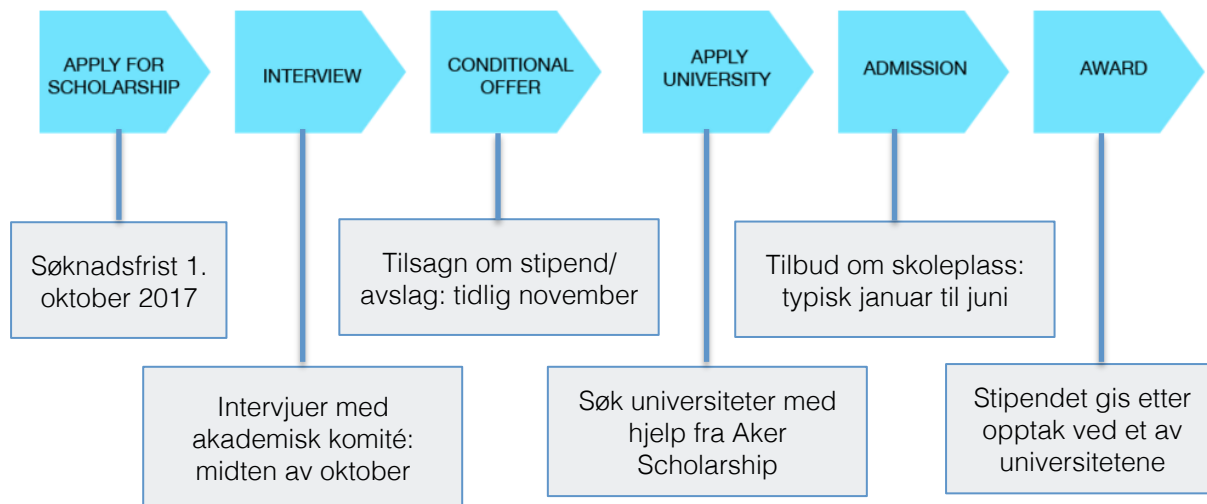 APPLY FOR
SCHOLARSHIP
INTERVIEW
CONDITIONAL
OFFER
APPLY
UNIVERSITY
ADMISSION
AWARD
Søknadsfrist 1.
oktober 2017
Tilsagn om stipend/
avslag: tidlig november
Tilbud om skoleplass:
typisk januar til juni
Intervjuer med
akademisk komité:
midten av oktober
Søk universiteter med
hjelp fra Aker
Scholarship
Stipendet gis etter
opptak ved et av
universitetene